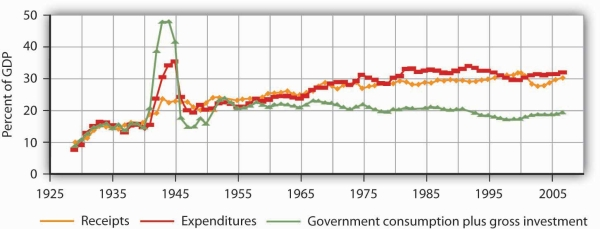 Percent of GDP
50
40
30
20
10
0
1925 1935 1945 1955 1965 1975 1985 1995 2005
Receipts Expenditures Government consumption plus gross investment